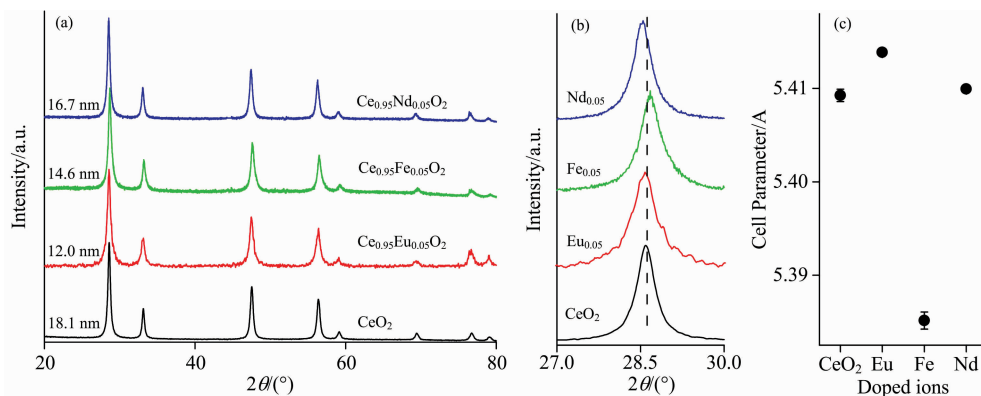 (a)
16.7 nm
Ce0.95Nd0.05O2
14.6 nm
Ce0.95Fe0.05O2
12.0 nm
Ce0.95Eu0.05O2
18.1 nm
CeO2
20 40 60 80
2θ/(°)
Intensity/a.u.
(b)
Nd0.05
Fe0.05
Eu0.05
CeO2
27.0 28.5 30.0
2θ/(°)
Intensity/a.u.
(c)
5.41
5.40
5.39
CeO2 Eu Fe Nd
Doped ions
Cell Parameter/A